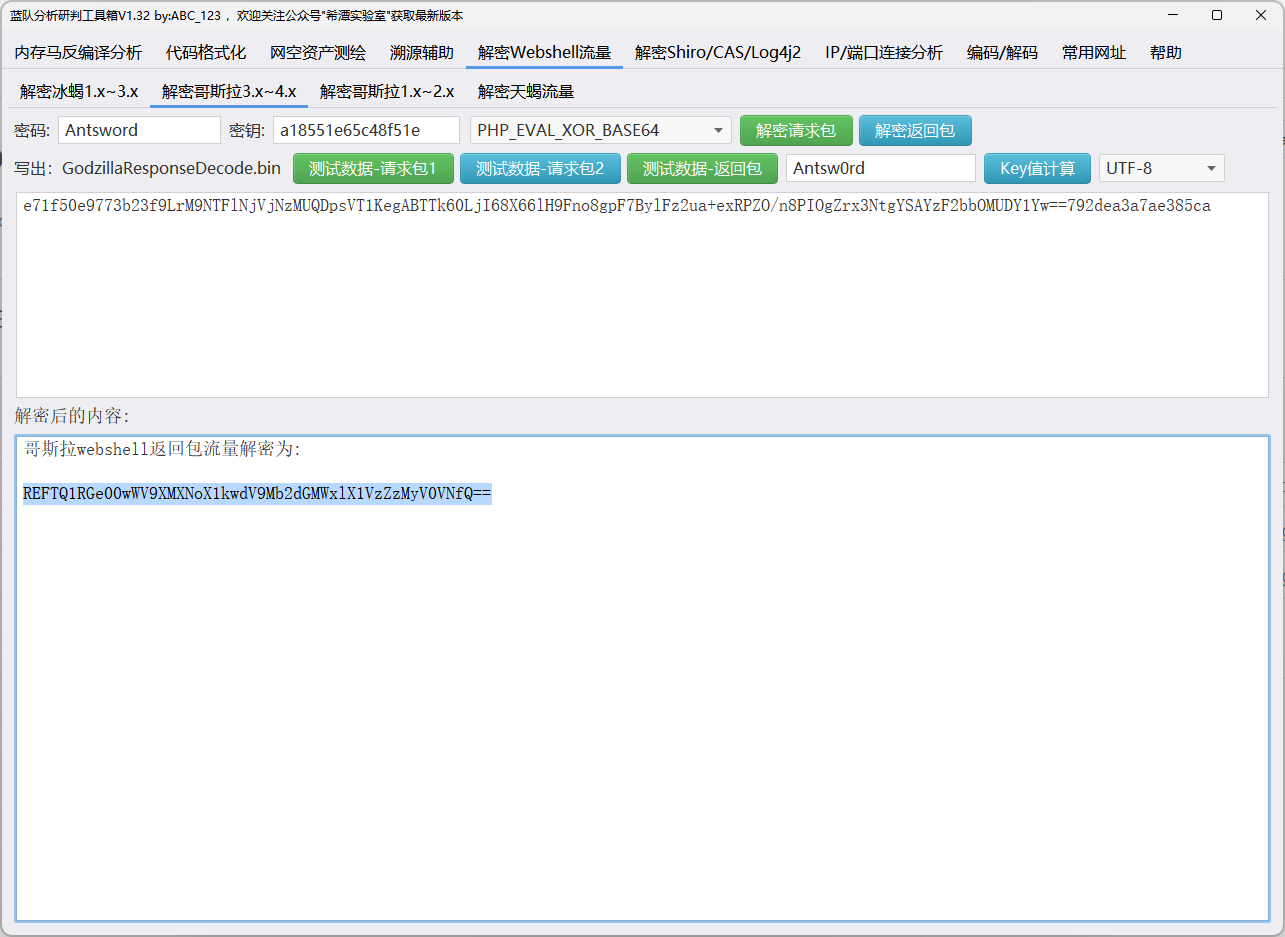 蓝队分析研判工具箱V1.32 by:ABC_123 ，欢迎关注公众号"希潭实验室"获取最新版本
内存马反编译分析 代码格式化 网空资产测绘 溯源辅助 解密Webshell流量 解密Shiro/CAS/Log4j2 IP/端口连接分析 编码/解码 常用网址 帮助
解密冰蝎1.x~3.x 解密哥斯拉3.x~4.x 解密哥斯拉1.x~2.x 解密天蝎流量
密码: Antsword 密钥: a18551e65c48f51e PHP_EVAL_XOR_BASE64 解密请求包 解密返回包
写出: GodzillaResponseDecode.bin 测试数据-请求包1 测试数据-请求包2 测试数据-返回包 Antsw0rd Key值计算 UTF-8
e71f50e9773b23f9LrM9NTFlNjVjNzMUQDpsVT1KegABTTk6OLjI68X66lH9Fno8gpF7BylFz2ua+exRPZO/n8PIOgZrx3NtgYSAYzF2bbOMUDY1Yw==792dea3a7ae385ca
解密后的内容:
哥斯拉webshell返回包流量解密为:
REFTQ1RGe00wWV9XMXNoX1kwdV9Mb2dGMWxlX1VzZzMyV0VNfQ==